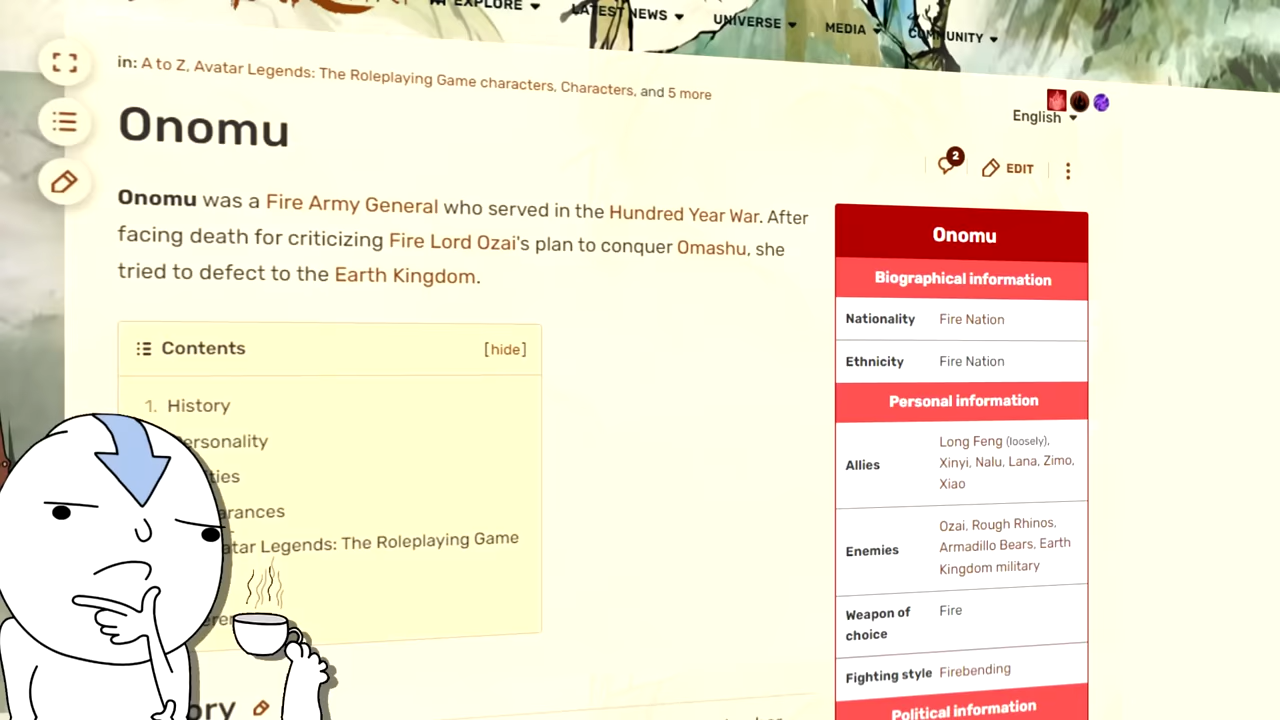 EXPLORE
LATEST NEWS
UNIVERSE
MEDIA
COMMUNITY
in: A to Z, Avatar Legends: The Roleplaying Game characters, Characters, and 5 more
English
Onomu
2
EDIT
Onomu was a Fire Army General who served in the Hundred Year War. After
facing death for criticizing Fire Lord Ozai's plan to conquer Omashu, she
tried to defect to the Earth Kingdom.
Contents [hide]
1. History
ersonality
ties
arances
atar Legends: The Roleplaying Game
eren
ory
Onomu
Biographical information
Nationality Fire Nation
Ethnicity Fire Nation
Personal information
Allies Long Feng (loosely),
Xinyi, Nalu, Lana, Zimo,
Xiao
Enemies Ozai, Rough Rhinos,
Armadillo Bears, Earth
Kingdom military
Weapon of choice Fire
Fighting style Firebending
Political information